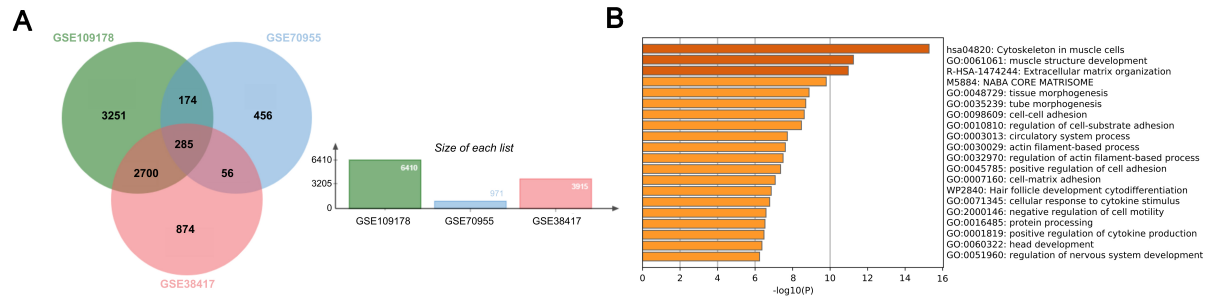 A
GSE109178
GSE70955
3251
174
456
285
2700
56
874
GSE38417
Size of each list
6410
3205
0
6410
971
3915
GSE109178
GSE70955
GSE38417
B
hsa04820: Cytoskeleton in muscle cells
GO:0061061: muscle structure development
R-HSA-1474244: Extracellular matrix organization
M5884: NABA CORE MATRISOME
GO:0048729: tissue morphogenesis
GO:0035239: tube morphogenesis
GO:0098609: cell-cell adhesion
GO:0010810: regulation of cell-substrate adhesion
GO:0003013: circulatory system process
GO:0030029: actin filament-based process
GO:0032970: regulation of actin filament-based process
GO:0045785: positive regulation of cell adhesion
GO:0007160: cell-matrix adhesion
WP2840: Hair follicle development cytodifferentiation
GO:0071345: cellular response to cytokine stimulus
GO:2000146: negative regulation of cell motility
GO:0016485: protein processing
GO:0001819: positive regulation of cytokine production
GO:0060322: head development
GO:0051960: regulation of nervous system development
0 2 4 6 8 10 12 14 16
-log10(P)